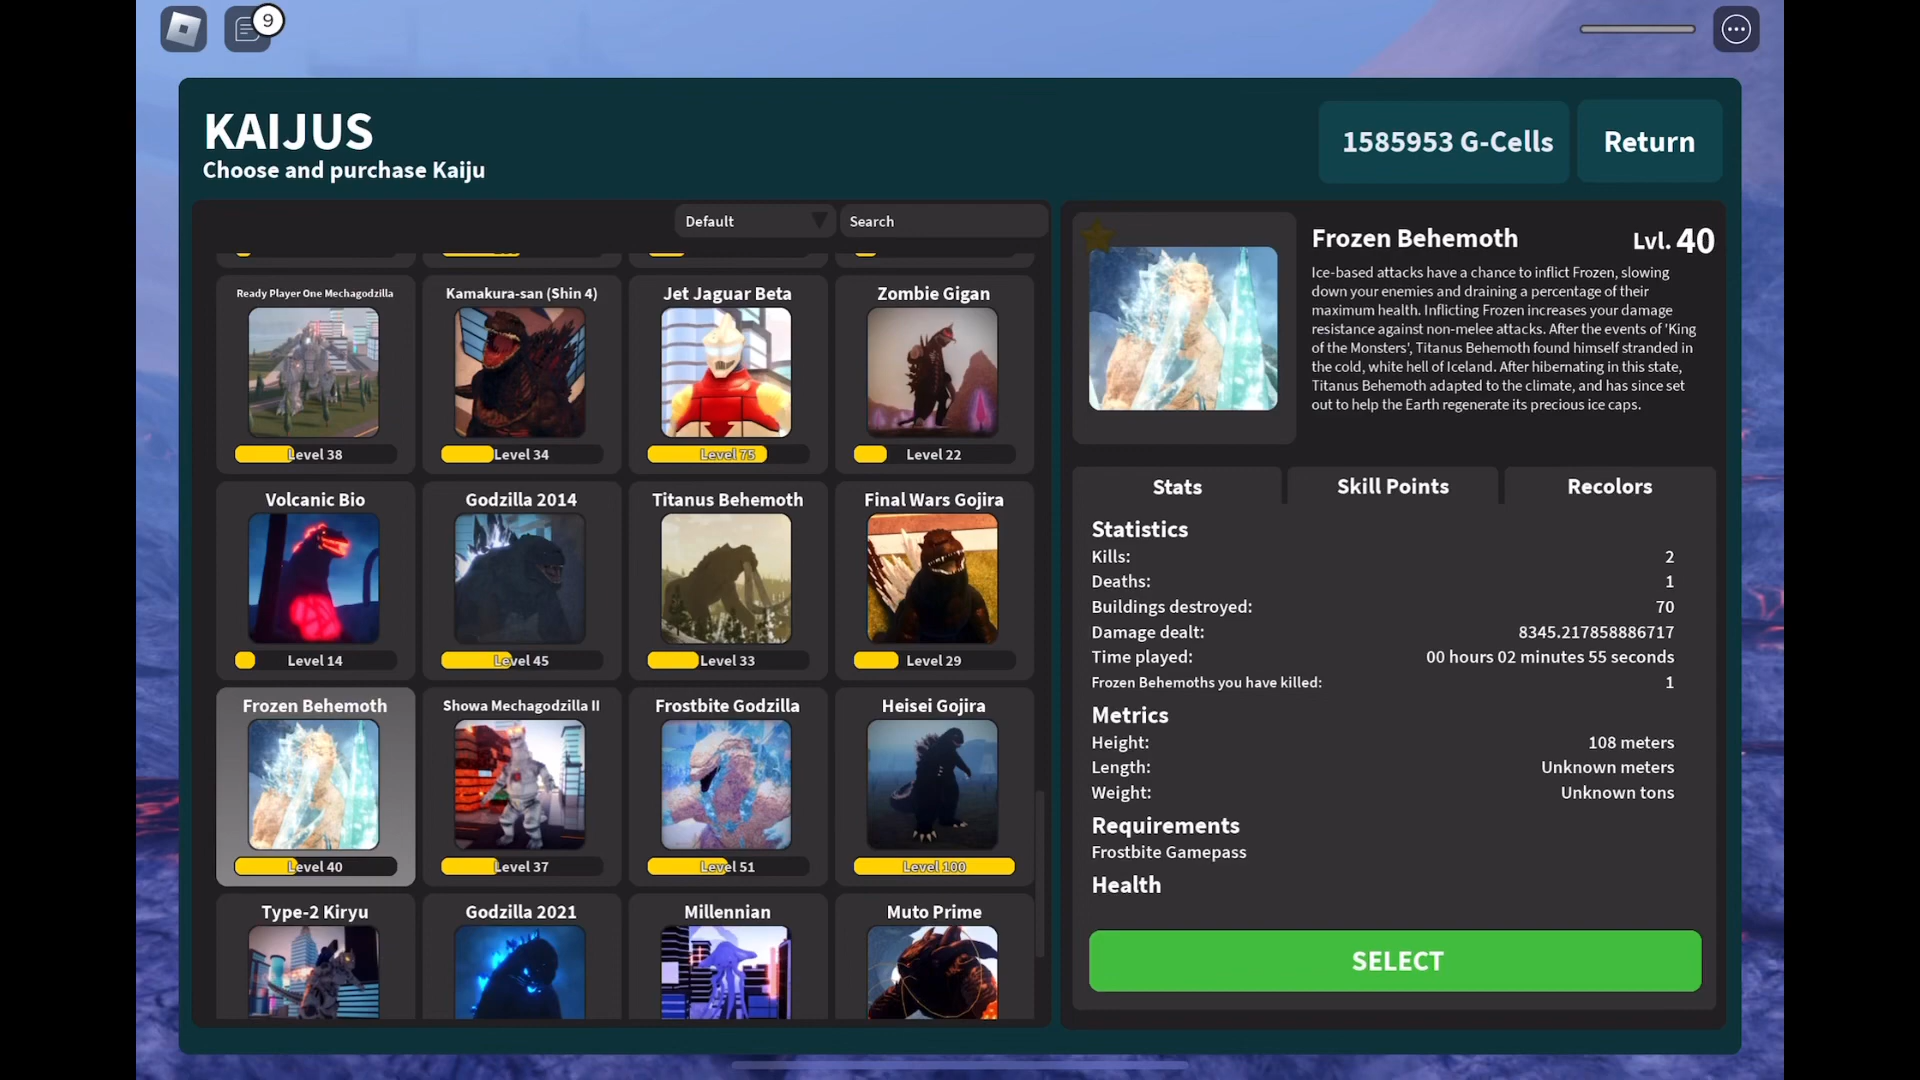 9
KAIJUS
Choose and purchase Kaiju
1585953 G-Cells
Return
Default
Search
Ready Player One Mechagodzilla
Kamakura-san (Shin 4)
Jet Jaguar Beta
Zombie Gigan
Level 38
Level 34
Level 75
Level 22
Volcanic Bio
Godzilla 2014
Titanus Behemoth
Final Wars Gojira
Level 14
Level 45
Level 33
Level 29
Frozen Behemoth
Showa Mechagodzilla II
Frostbite Godzilla
Heisei Gojira
Level 40
Level 37
Level 51
Level 100
Type-2 Kiryu
Godzilla 2021
Millennian
Muto Prime
Frozen Behemoth
Lvl. 40
Ice-based attacks have a chance to inflict Frozen, slowing
down your enemies and draining a percentage of their
maximum health. Inflicting Frozen increases your damage
resistance against non-melee attacks. After the events of 'King
of the Monsters', Titanus Behemoth found himself stranded in
the cold, white hell of Iceland. After hibernating in this state,
Titanus Behemoth adapted to the climate, and has since set
out to help the Earth regenerate its precious ice caps.
Stats
Skill Points
Recolors
Statistics
Kills: 2
Deaths: 1
Buildings destroyed: 70
Damage dealt: 8345.217858886717
Time played: 00 hours 02 minutes 55 seconds
Frozen Behemoths you have killed: 1
Metrics
Height: 108 meters
Length: Unknown meters
Weight: Unknown tons
Requirements
Frostbite Gamepass
Health
SELECT